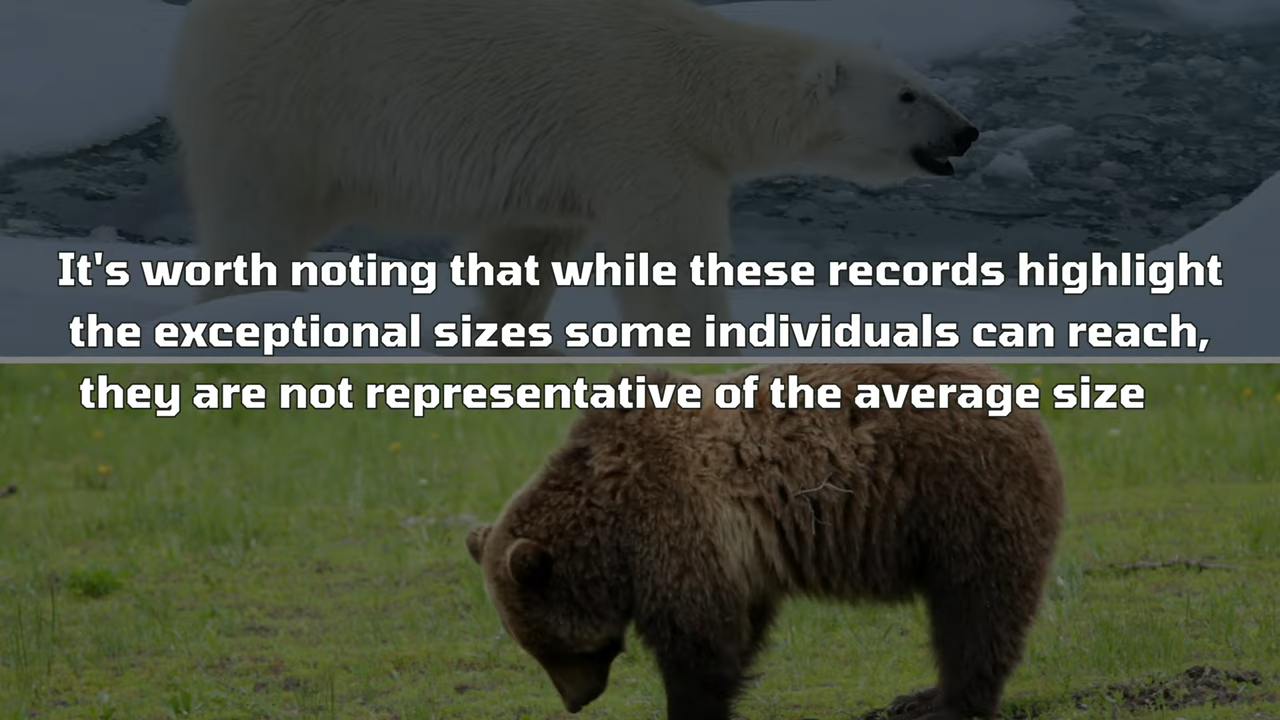 It's worth noting that while these records highlight
the exceptional sizes some individuals can reach,
they are not representative of the average size